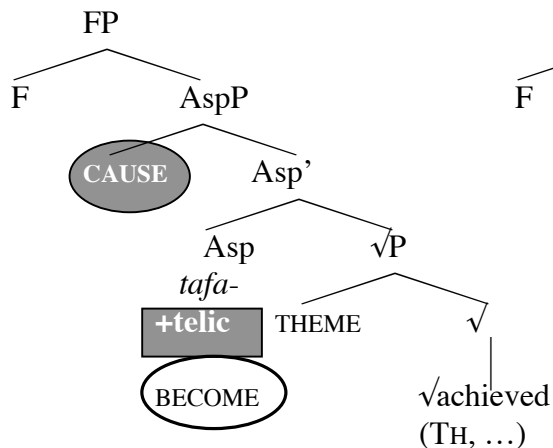 FP
F AspP F
CAUSE Asp’
Asp √P
tafa-
+telic THEME √
BECOME √achieved
(TH, …)